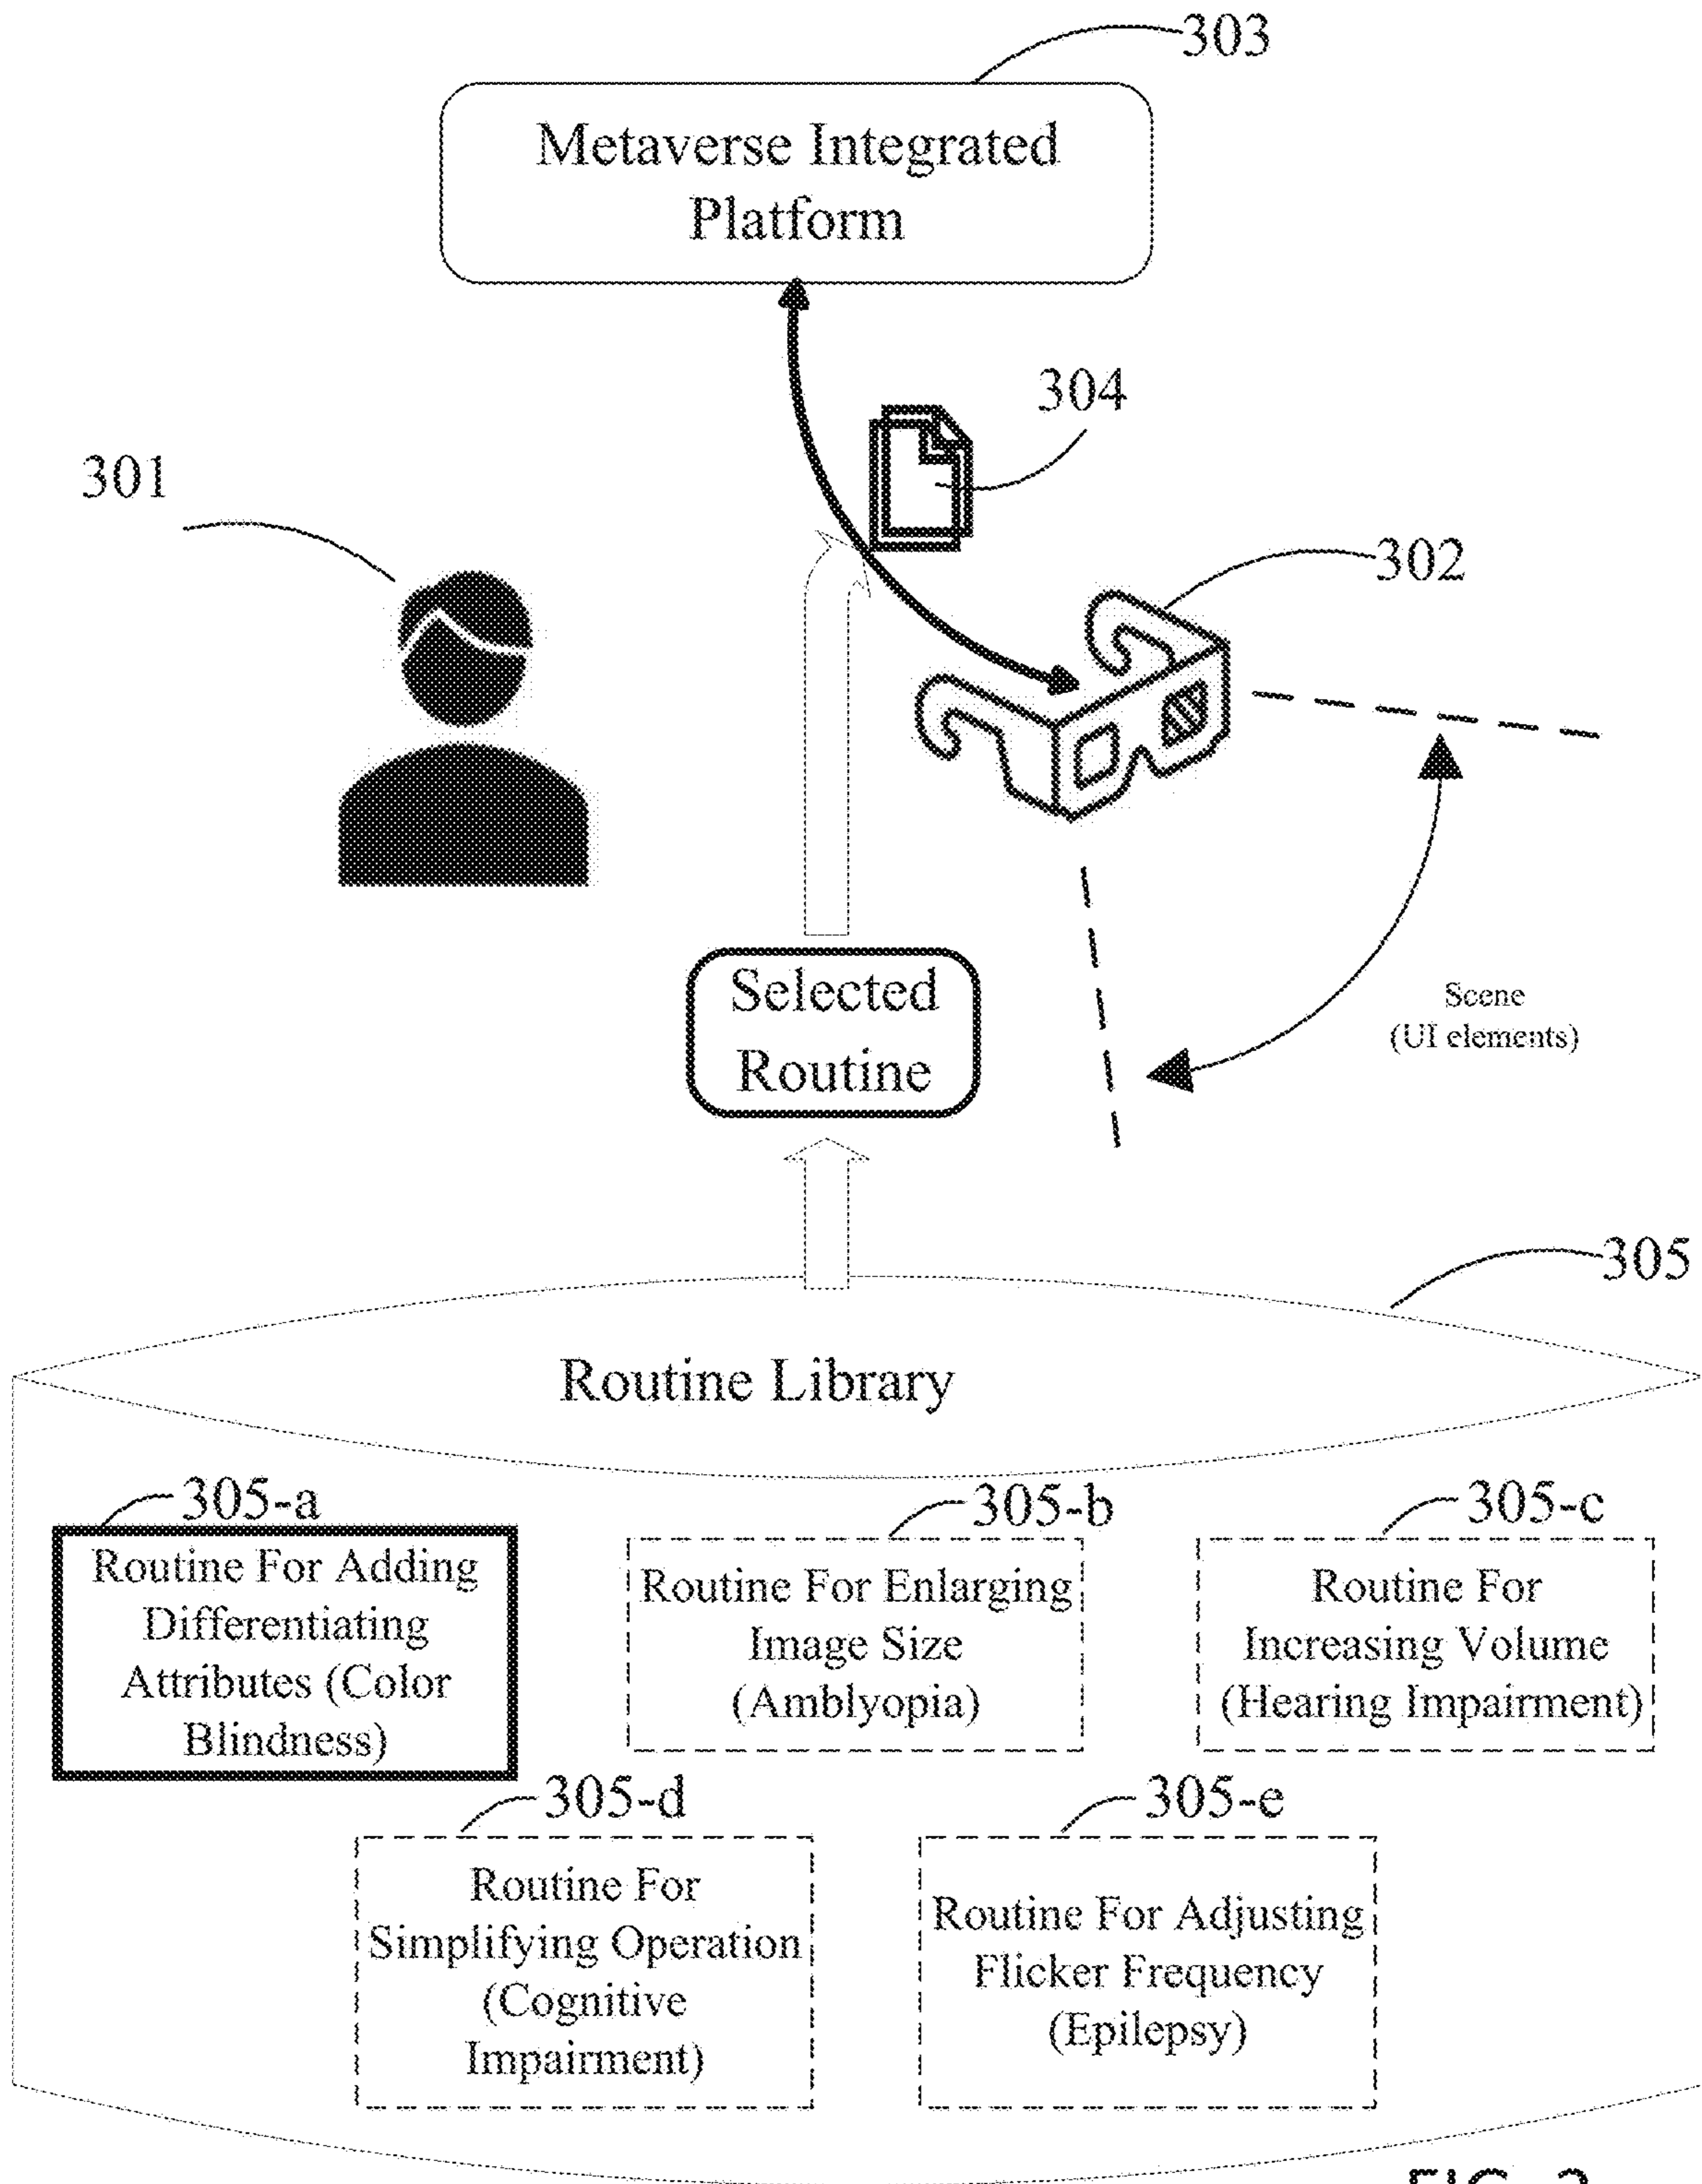 303
Metaverse Integrated
Platform
304
301
302
Selected
Routine
Scene
(UI elements)
305
Routine Library
305-a
Routine For Adding
Differentiating
Attributes (Color
Blindness)
305-b
Routine For Enlarging
Image Size
(Amblyopia)
305-c
Routine For
Increasing Volume
(Hearing Impairment)
305-d
Routine For
Simplifying Operation
(Cognitive
Impairment)
305-e
Routine For Adjusting
Flicker Frequency
(Epilepsy)